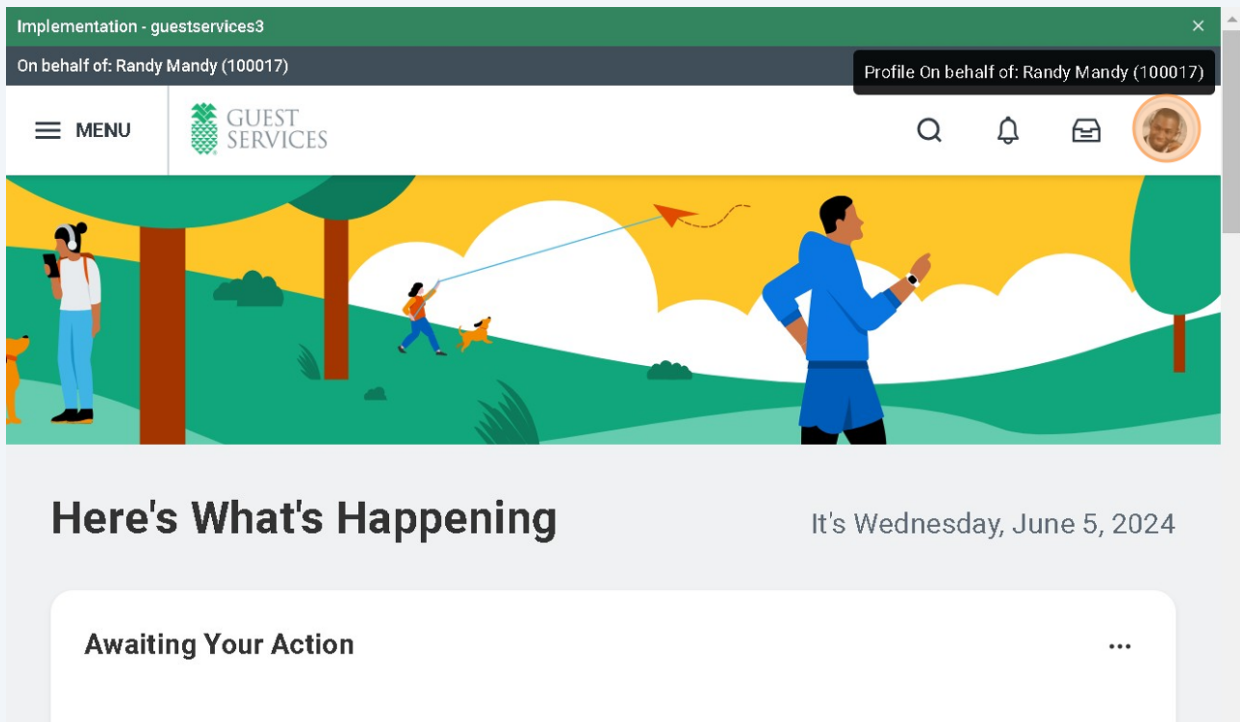 Implementation - guestservices3
On behalf of: Randy Mandy (100017)
Profile On behalf of: Randy Mandy (100017)
MENU
GUEST
SERVICES
Here's What's Happening
It's Wednesday, June 5, 2024
Awaiting Your Action